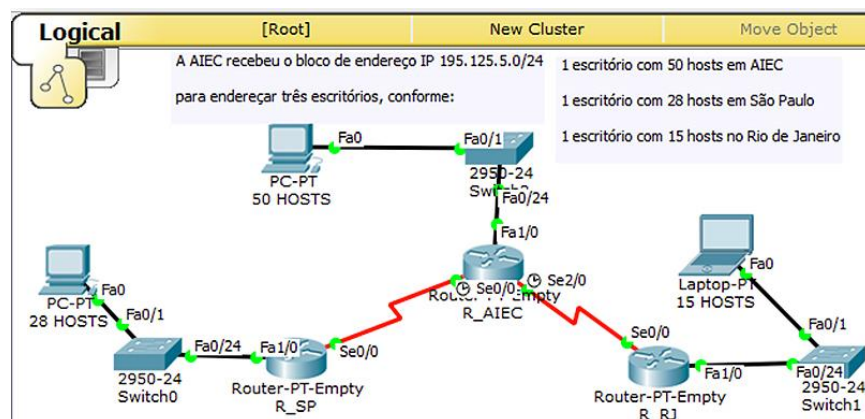 Logical
[Root]
New Cluster
Move Object
A AIEC recebeu o bloco de endereço IP 195.125.5.0/24
para endereçar três escritórios, conforme:
1 escritório com 50 hosts em AIEC
1 escritório com 28 hosts em São Paulo
1 escritório com 15 hosts no Rio de Janeiro
Fa0
Fa0/1
PC-PT
50 HOSTS
2950-24
Fa0/24
Fa1/0
Se0/0
Se2/0
R_AIEC
PC-PT
28 HOSTS
Fa0
Fa0/1
Fa0/24
2950-24
Switch0
Fa1/0
Se0/0
Router-PT-Empty
R_SP
Laptop-PT
15 HOSTS
Fa0
Fa0/1
Se0/0
Fa1/0
Fa0/24
Router-PT-Empty
R_RJ
2950-24
Switch1